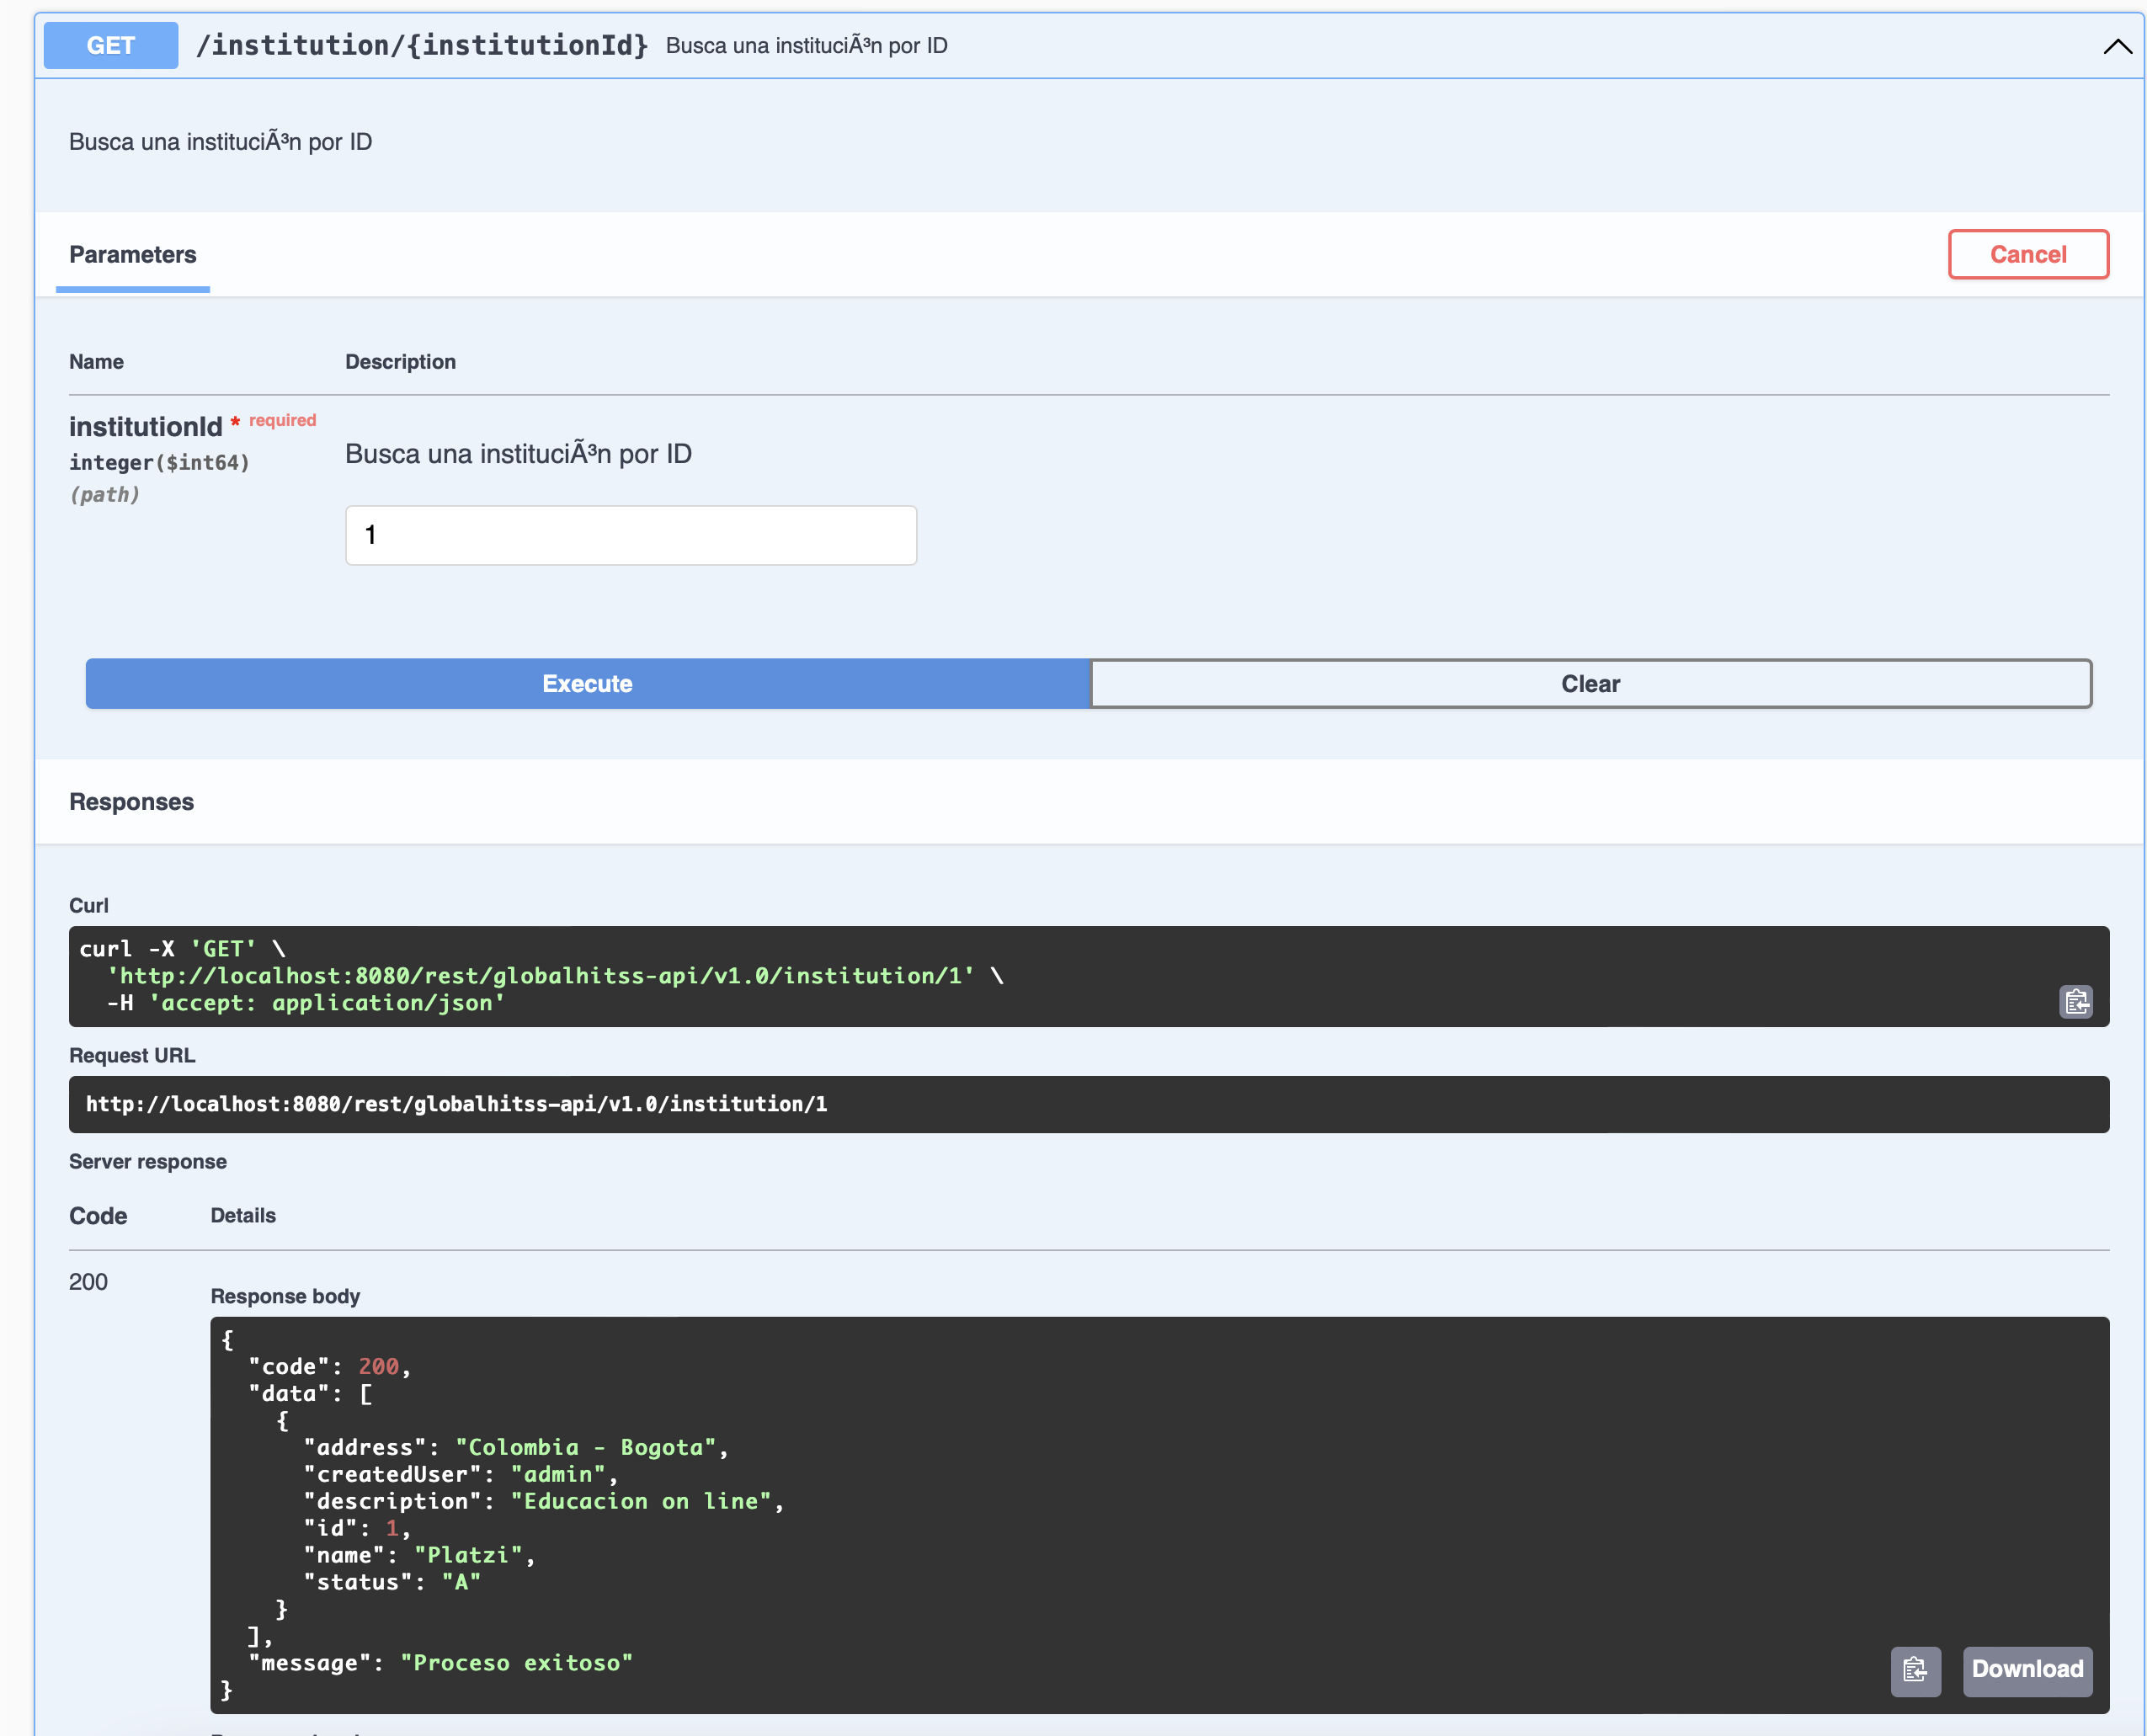 GET /institution/{institutionId} Busca una instituciÃ³n por ID
Busca una instituciÃ³n por ID
Parameters
Cancel
Name Description
institutionId * required
integer($int64)
(path)
Busca una instituciÃ³n por ID
1
Execute
Clear
Responses
Curl
curl -X 'GET' \
  'http://localhost:8080/rest/globalhitss-api/v1.0/institution/1' \
  -H 'accept: application/json'
Request URL
http://localhost:8080/rest/globalhitss-api/v1.0/institution/1
Server response
Code Details
200
Response body
{
  "code": 200,
  "data": [
    {
      "address": "Colombia - Bogota",
      "createdUser": "admin",
      "description": "Educacion on line",
      "id": 1,
      "name": "Platzi",
      "status": "A"
    }
  ],
  "message": "Proceso exitoso"
}
Download